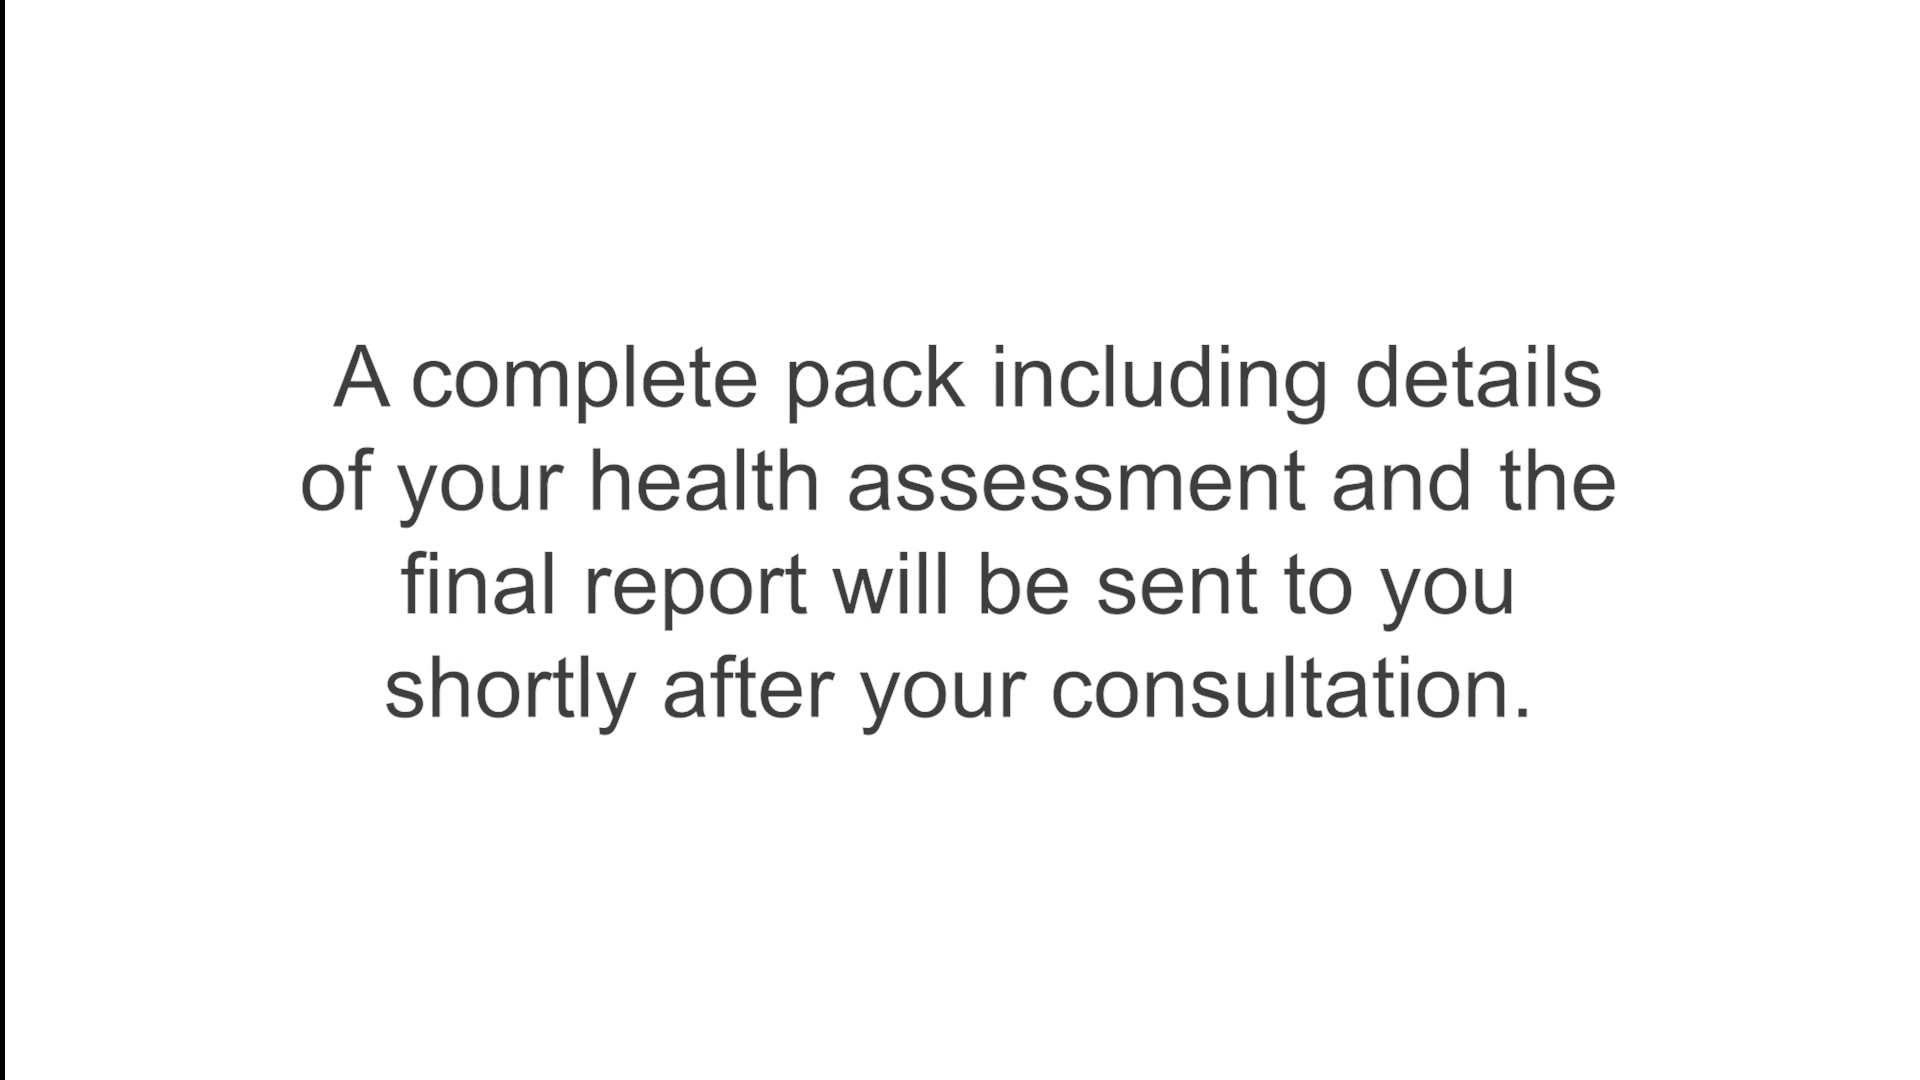 A complete pack including details
of your health assessment and the
final report will be sent to you
shortly after your consultation.